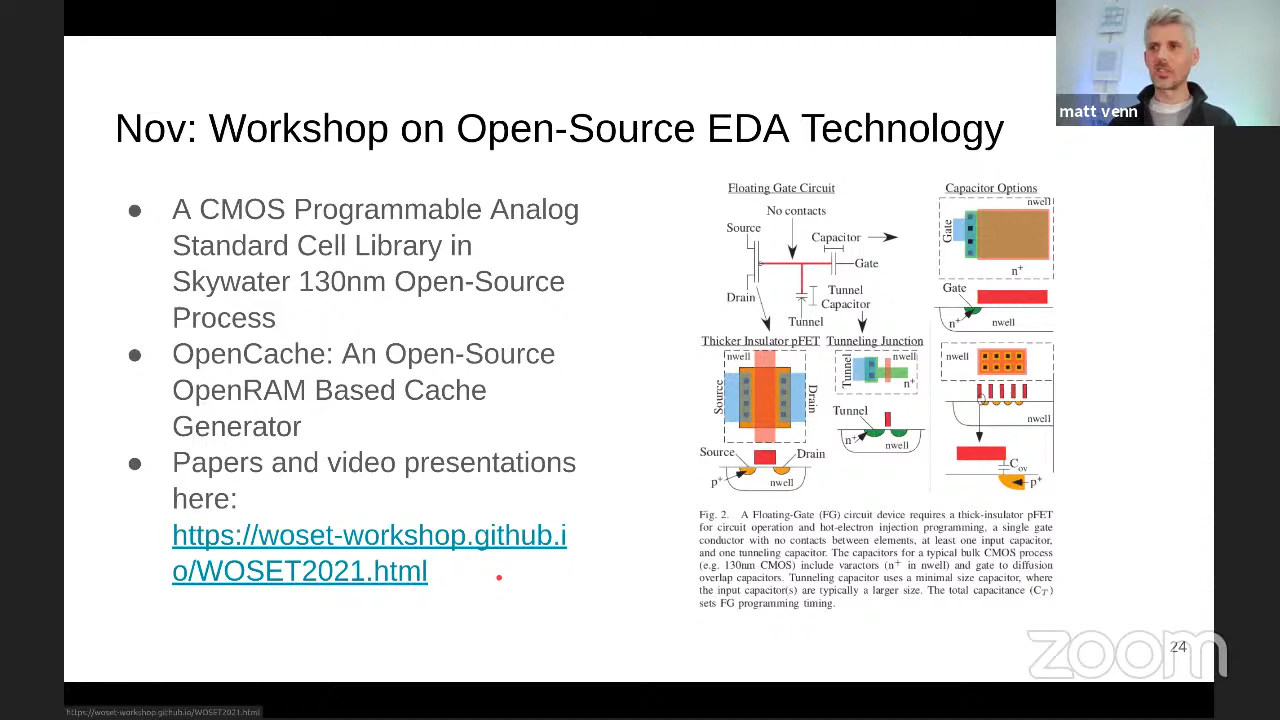 matt venn
Nov: Workshop on Open-Source EDA Technology
● A CMOS Programmable Analog
Standard Cell Library in
Skywater 130nm Open-Source
Process
● OpenCache: An Open-Source
OpenRAM Based Cache
Generator
● Papers and video presentations
here:
https://woset-workshop.github.i
o/WOSET2021.html
Floating Gate Circuit
No contacts
Source
Capacitor
Gate
Drain
Tunnel
Capacitor
Tunnel
Capacitor Options
nwell
Gate
n+
Gate
n+
nwell
Thicker Insulator pFET
nwell
Source
Drain
Source
Drain
p+
nwell
Tunneling Junction
Tunnel
nwell
n+
Tunnel
n+
nwell
nwell
nwell
Cov
p+
Fig. 2. A Floating-Gate (FG) circuit device requires a thick-insulator pFET
for circuit operation and hot-electron injection programming, a single gate
conductor with no contacts between elements, at least one input capacitor,
and one tunneling capacitor. The capacitors for a typical bulk CMOS process
(e.g. 130nm CMOS) include varactors (n+ in nwell) and gate to diffusion
overlap capacitors. Tunneling capacitor uses a minimal size capacitor, where
the input capacitor(s) are typically a larger size. The total capacitance (CT)
sets FG programming timing.
24
zoom
https://woset-workshop.github.io/WOSET2021.html